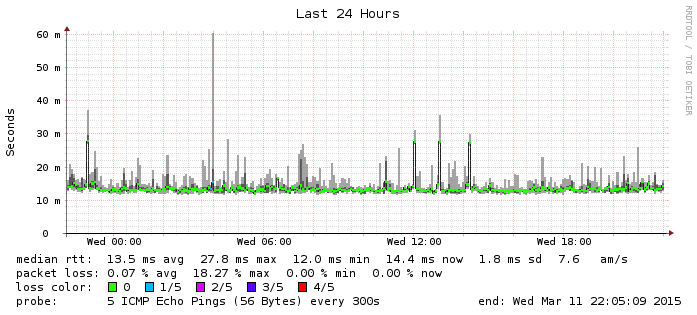 Last 24 Hours
RRDTOOL / TOBI OETIKER
Seconds
60 m
50 m
40 m
30 m
20 m
10 m
0
Wed 00:00 Wed 06:00 Wed 12:00 Wed 18:00
median rtt: 13.5 ms avg 27.8 ms max 12.0 ms min 14.4 ms now 1.8 ms sd 7.6 am/s
packet loss: 0.07 % avg 18.27 % max 0.00 % min 0.00 % now
loss color: 0 1/5 2/5 3/5 4/5
probe: 5 ICMP Echo Pings (56 Bytes) every 300s end: Wed Mar 11 22:05:09 2015